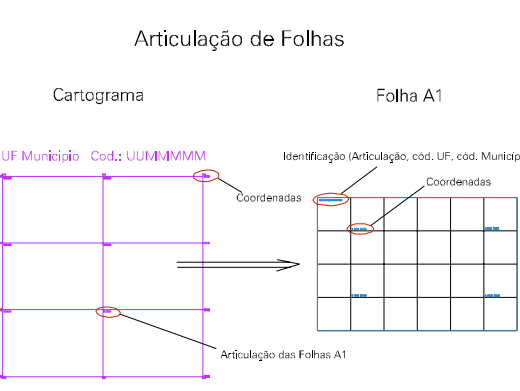 Articulação de Folhas
Cartograma
Folha A1
UF Municipio Cod.: UUMMMMM
Identificação (Articulação, cód. UF, cód. Municíp
Coordenadas
Coordenadas
Articulação das Folhas A1